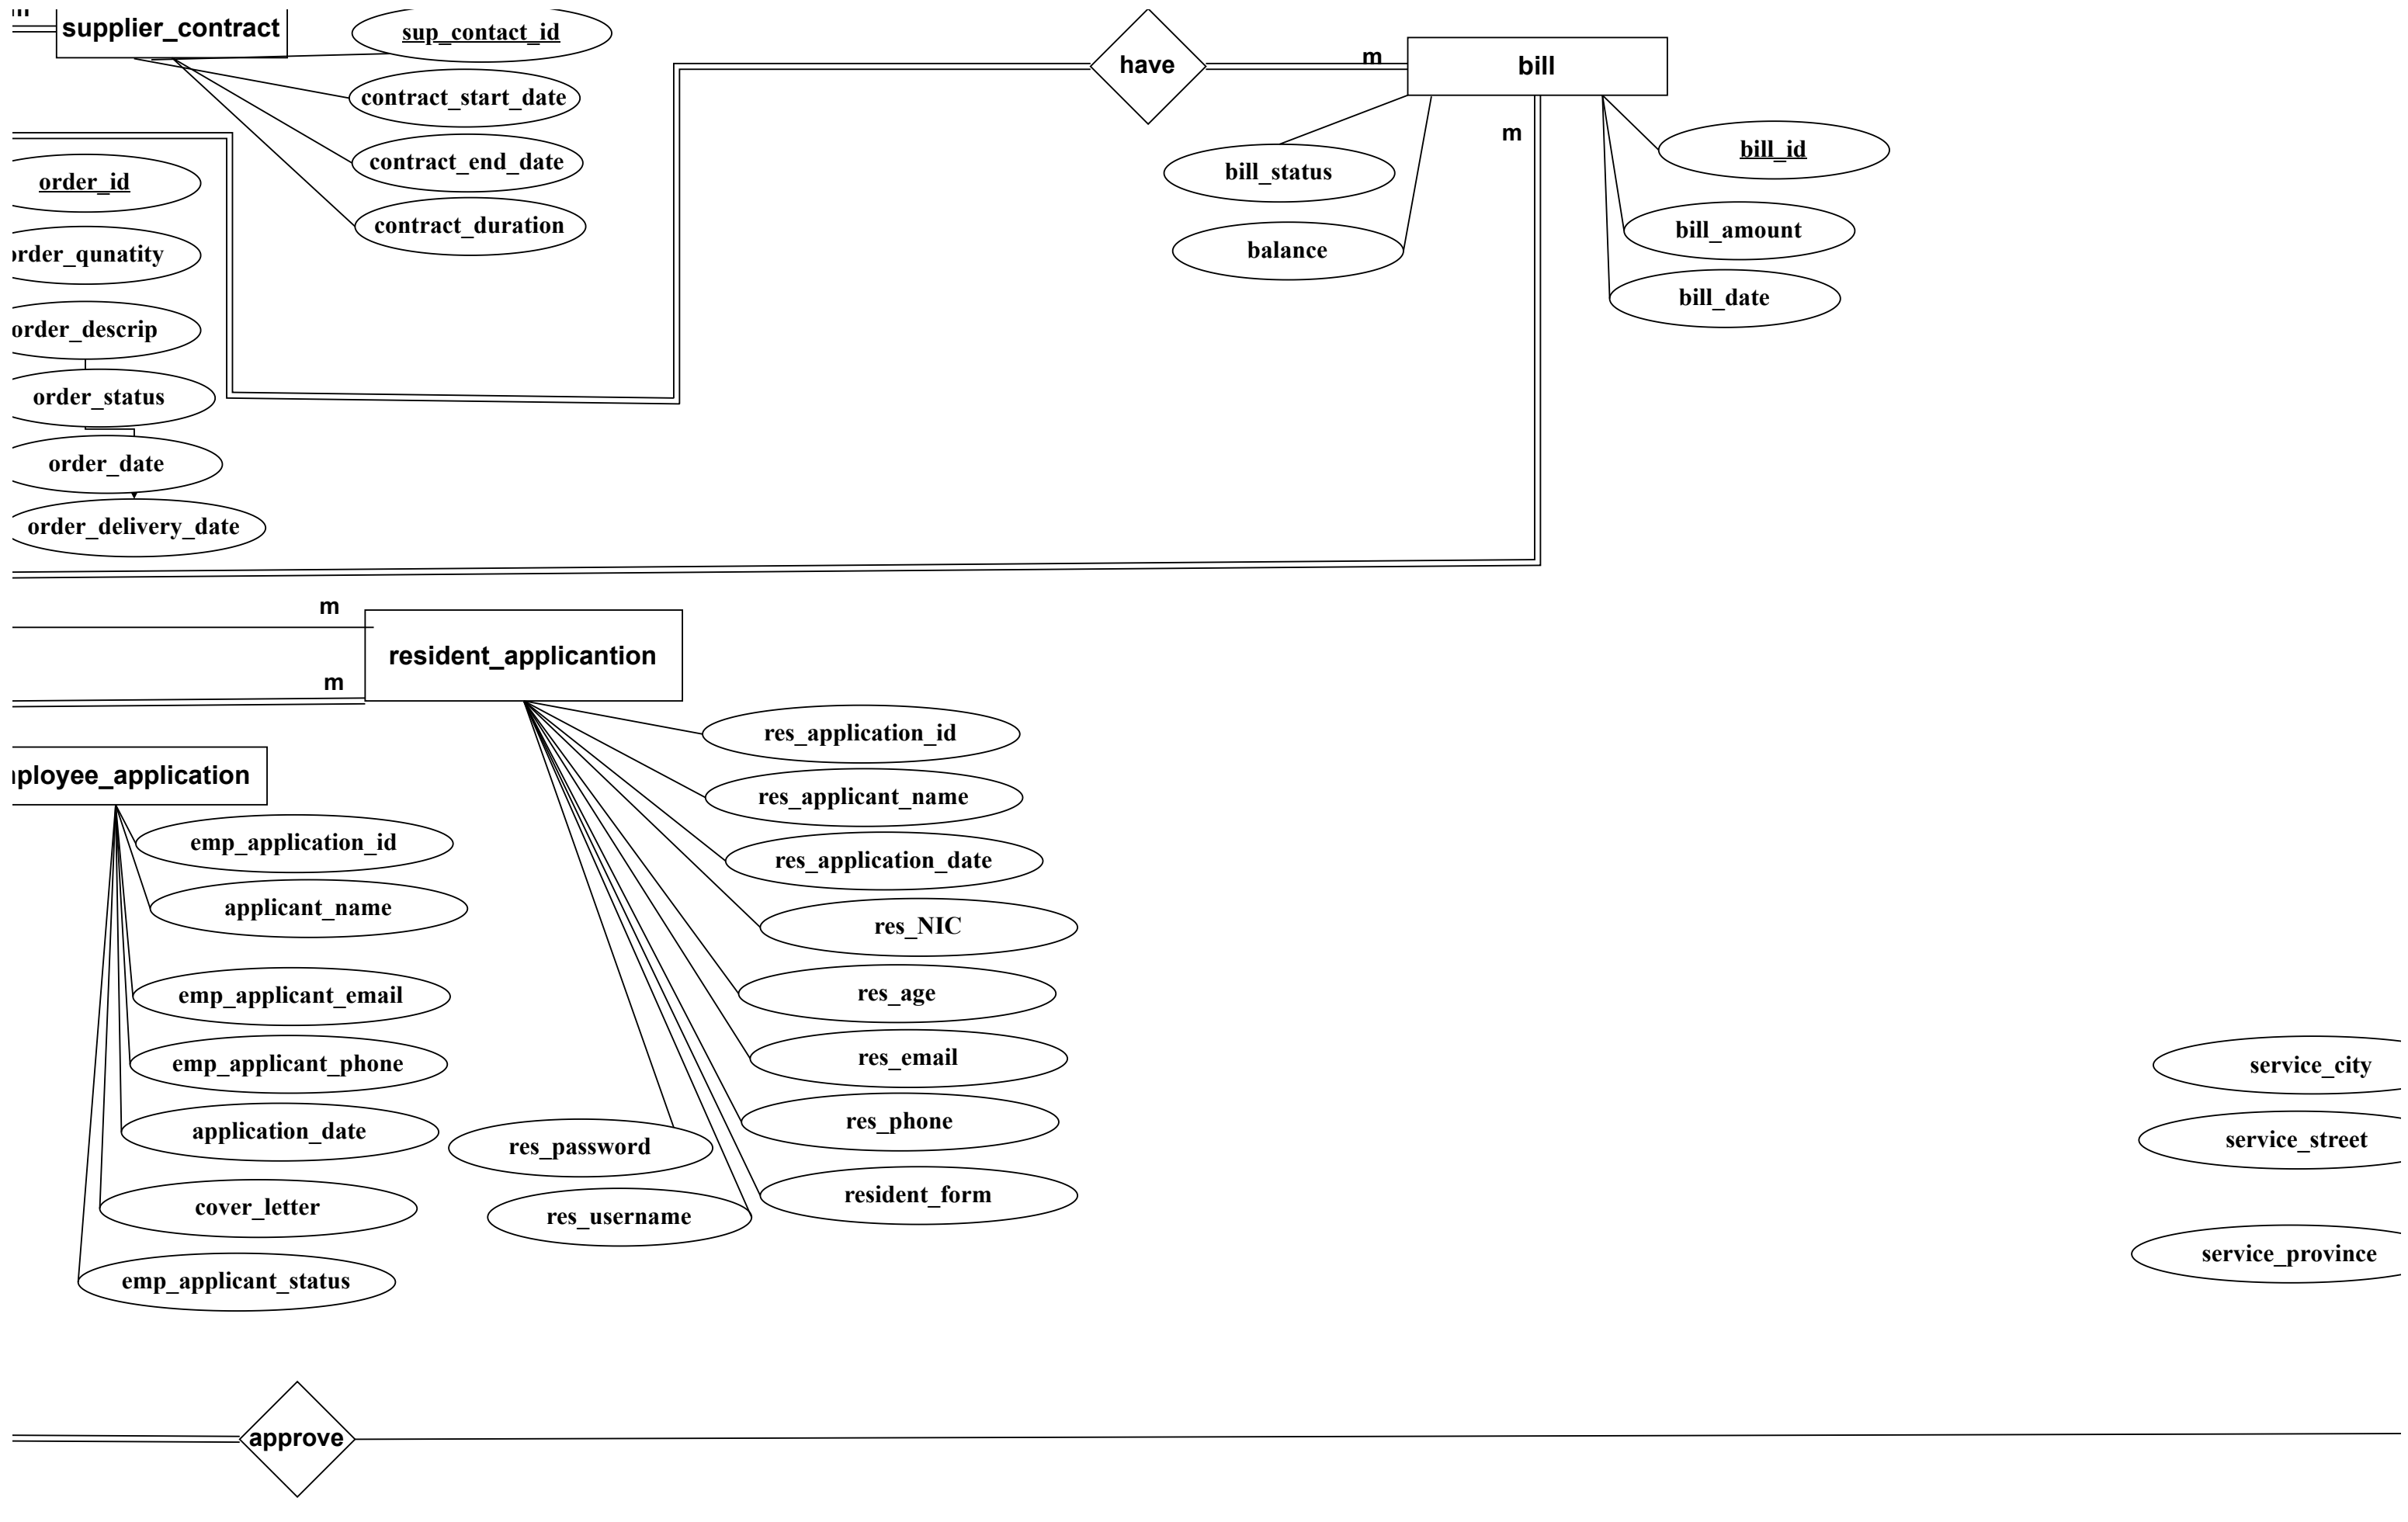 supplier_contract
sup_contact_id
contract_start_date
contract_end_date
contract_duration
have
m
bill
m
bill_status
balance
bill_id
bill_amount
bill_date
order_id
order_qunatity
order_descrip
order_status
order_date
order_delivery_date
m
resident_applicantion
m
res_application_id
res_applicant_name
res_application_date
res_NIC
res_age
res_email
res_phone
resident_form
res_password
res_username
ployee_application
emp_application_id
applicant_name
emp_applicant_email
emp_applicant_phone
application_date
cover_letter
emp_applicant_status
service_city
service_street
service_province
approve